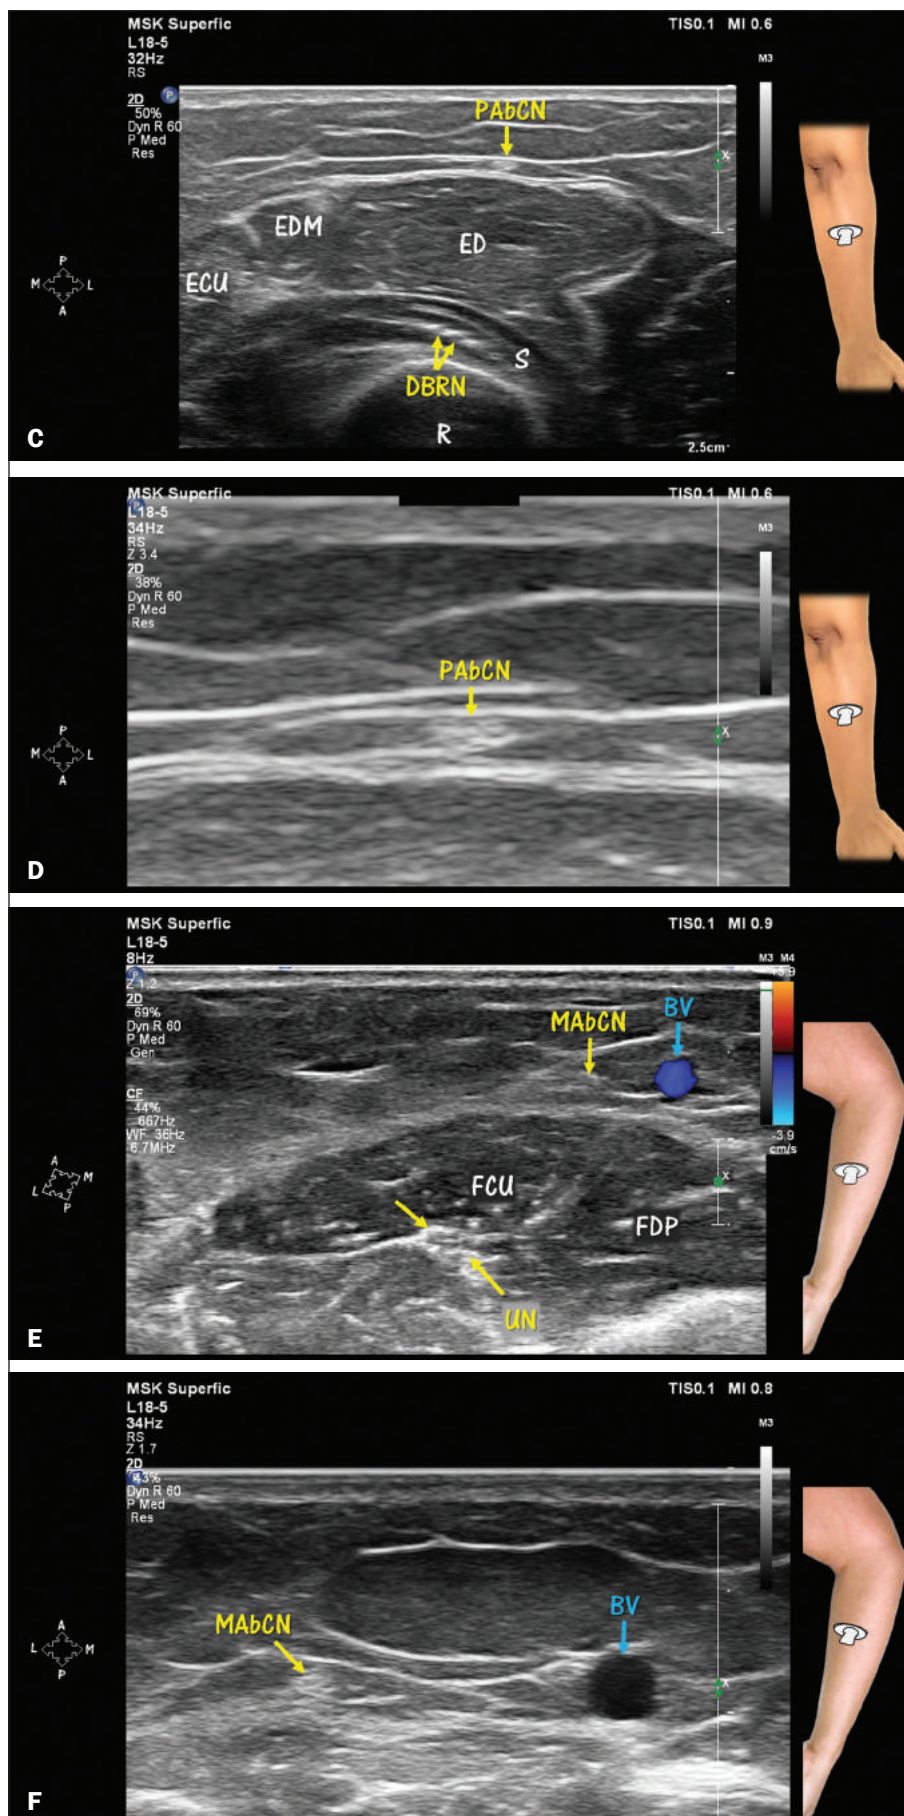 MSK Superfic
TIS0.1 MI 0.6
L18-5
32Hz
RS
M3
2D
50%
Dyn R 60
P Med
Res
P
PAbCN
X
EDM
ED
ECU
P
M L
A
S
DBRN
R
2.5cm
C
MSK Superfic
TIS0.1 MI 0.6
P
L18-5
34Hz
RS
Z 3.4
M3
2D
38%
Dyn R 60
P Med
Res
PAbCN
X
P
M L
A
D
MSK Superfic
TIS0.1 MI 0.9
L18-5
8Hz
M3 M4
P
Z 1.2
2D
69%
Dyn R 60
P Med
Gen
BV
MAbCN
CF
44%
667Hz
WF 36Hz
6.7MHz
-3.9
cm/s
A
M
L
P
X
FCU
FDP
UN
E
MSK Superfic
TIS0.1 MI 0.8
L18-5
34Hz
RS
M3
Z 1.7
2D
43%
Dyn R 60
P Med
Res
BV
MAbCN
A
L M
P
X
F